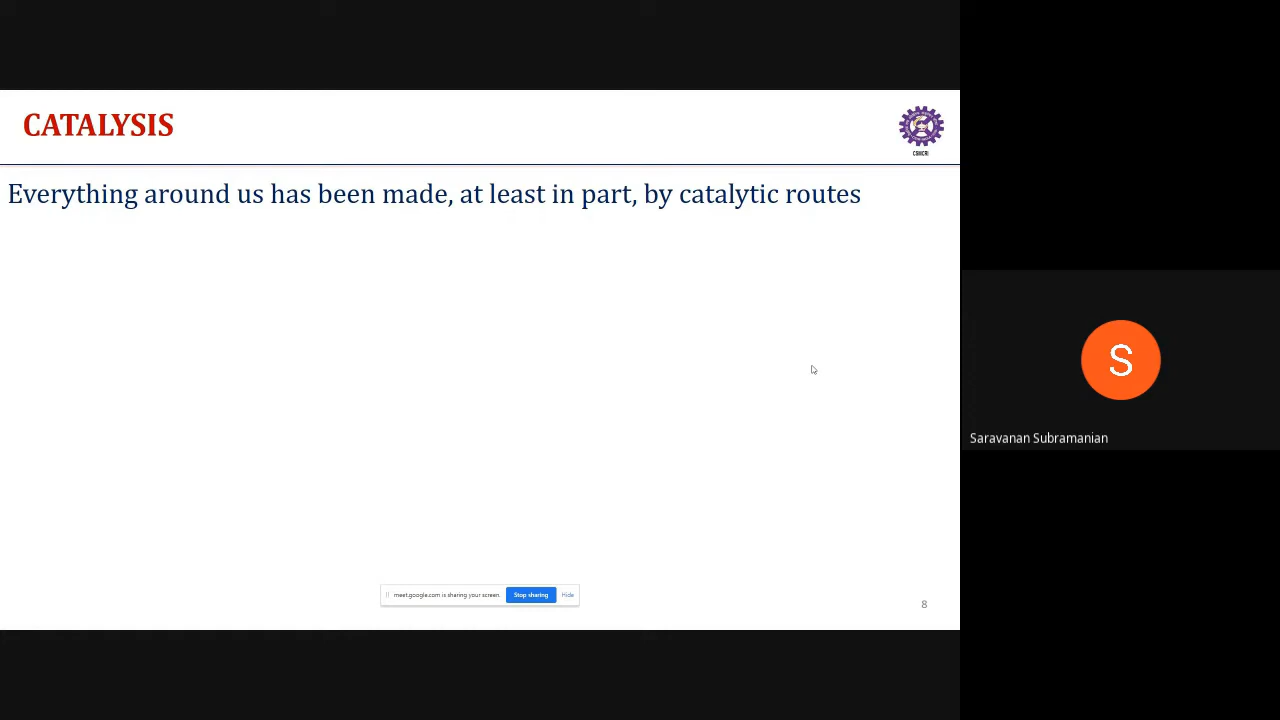 CATALYSIS
CSMCRI
Everything around us has been made, at least in part, by catalytic routes
S
Saravanan Subramanian
meet.google.com is sharing your screen. Stop sharing Hide
8